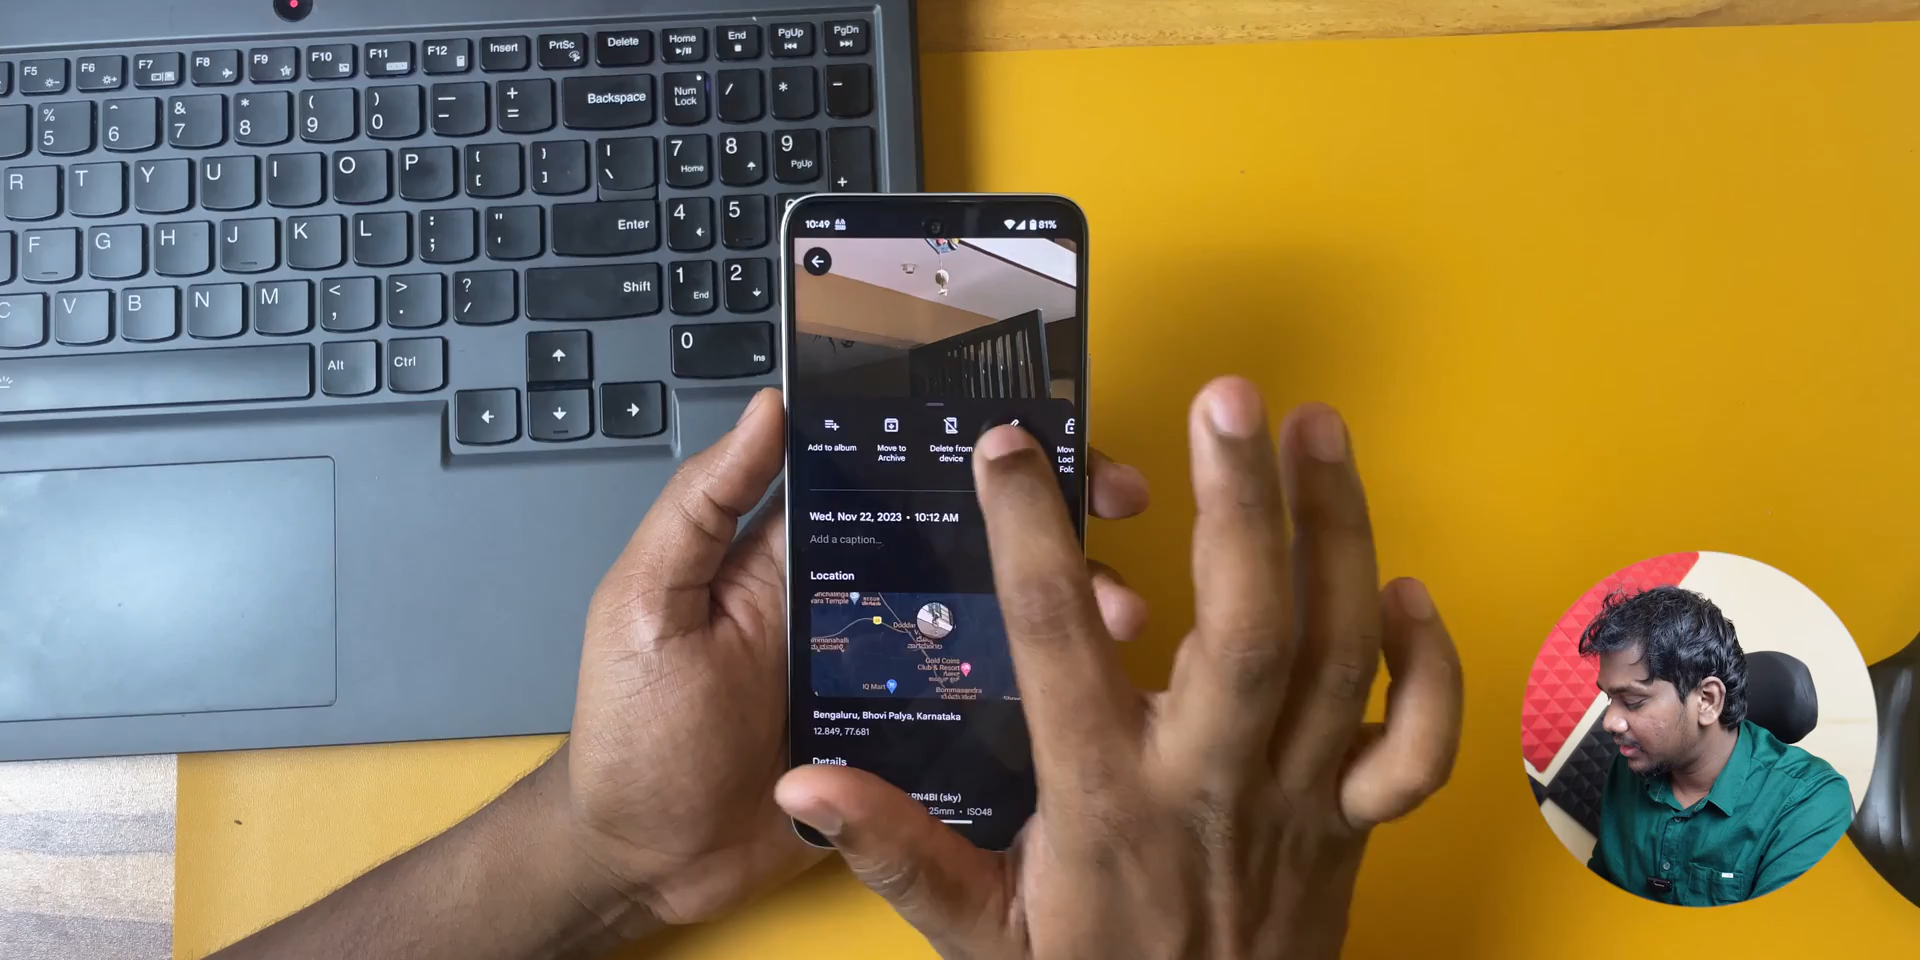 F5 F6 F7 F8 F9 F10 F11 F12 Insert PrtSc Delete Home End PgUp PgDn
% 5 ^ 6 & 7 * 8 ( 9 ) 0 — - + = Backspace Num Lock / * -
R T Y U I O P { [ } ] | \ 7 Home 8 9 PgUp +
F G H J K L : ; " ' Enter 4 5
C V B N M < , > . ? / Shift 1 End 2
Alt Ctrl 0 Ins
10:49 81%
Add to album
Move to Archive
Delete from device
Wed, Nov 22, 2023 • 10:12 AM
Add a caption...
Location
Gold Coins
Club & Resort
IQ Mart
Bommasandra
Bengaluru, Bhovi Palya, Karnataka
12.849, 77.681
Details
RN4BI (sky)
25mm • ISO48